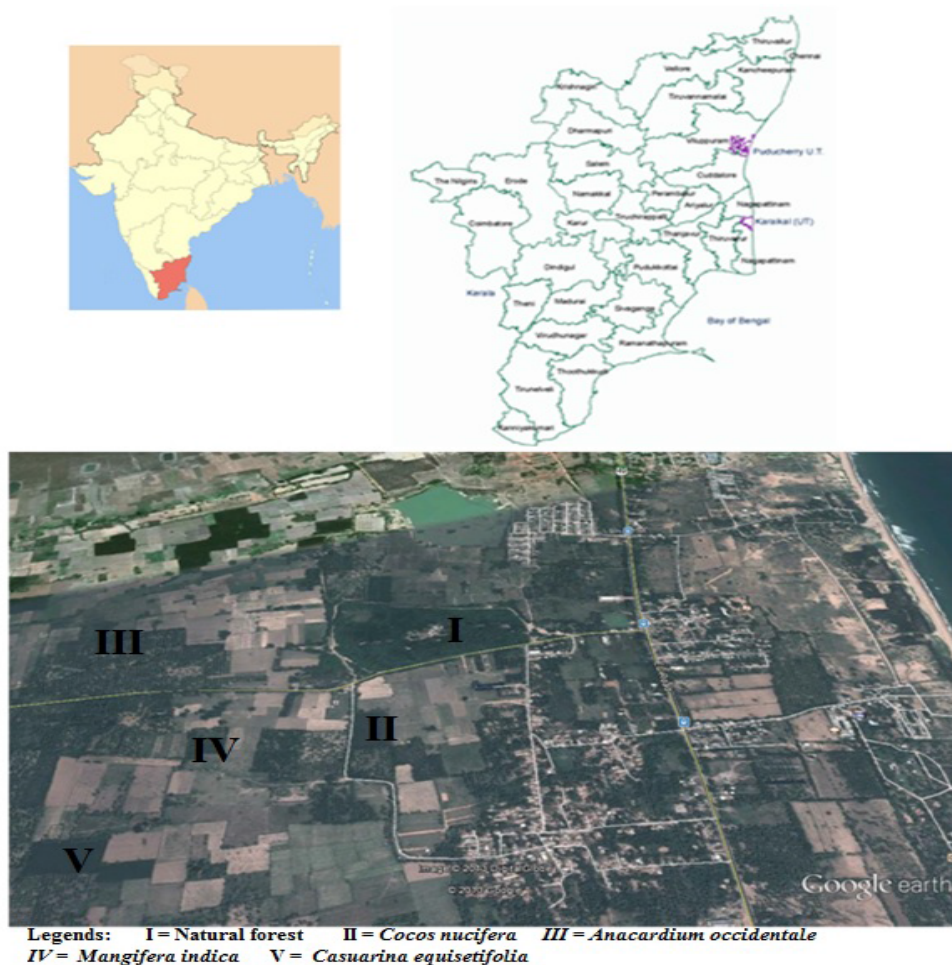 Thiruvallur
Chennai
Vellore
Kancheepuram
Krishnagiri
Tiruvannamalai
Dharmapuri
Villuppuram
Puducherry U.T.
Salem
Cuddalore
The Nilgiris
Erode
Namakkal
Perambalur
Ariyalur
Nagapattinam
Coimbatore
Karur
Tiruchirappalli
Karaikal (UT)
Thanjavur
Thiruvarur
Dindigul
Pudukkottai
Nagapattinam
Kerala
Theni
Madurai
Sivaganga
Bay of Bengal
Virudhunagar
Ramanathapuram
Thoothukkudi
Tirunelveli
Kanniyakumari
I
III
II
IV
V
Google earth
Legends: I = Natural forest II = Cocos nucifera III = Anacardium occidentale
IV = Mangifera indica V = Casuarina equisetifolia